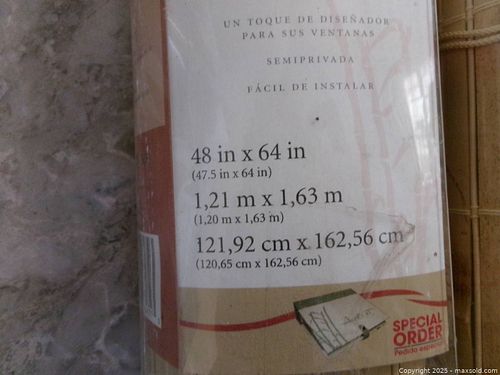 UN TOQUE DE DISEÑADOR
PARA SUS VENTANAS
SEMIPRIVADA
FÁCIL DE INSTALAR
48 in x 64 in
(47.5 in x 64 in)
1,21 m x 1,63 m
(1,20 m x 1,63 m)
121,92 cm x 162,56 cm
(120,65 cm x 162,56 cm)
SPECIAL
ORDER
Pedido especial
Copyright 2025 - maxsold.com